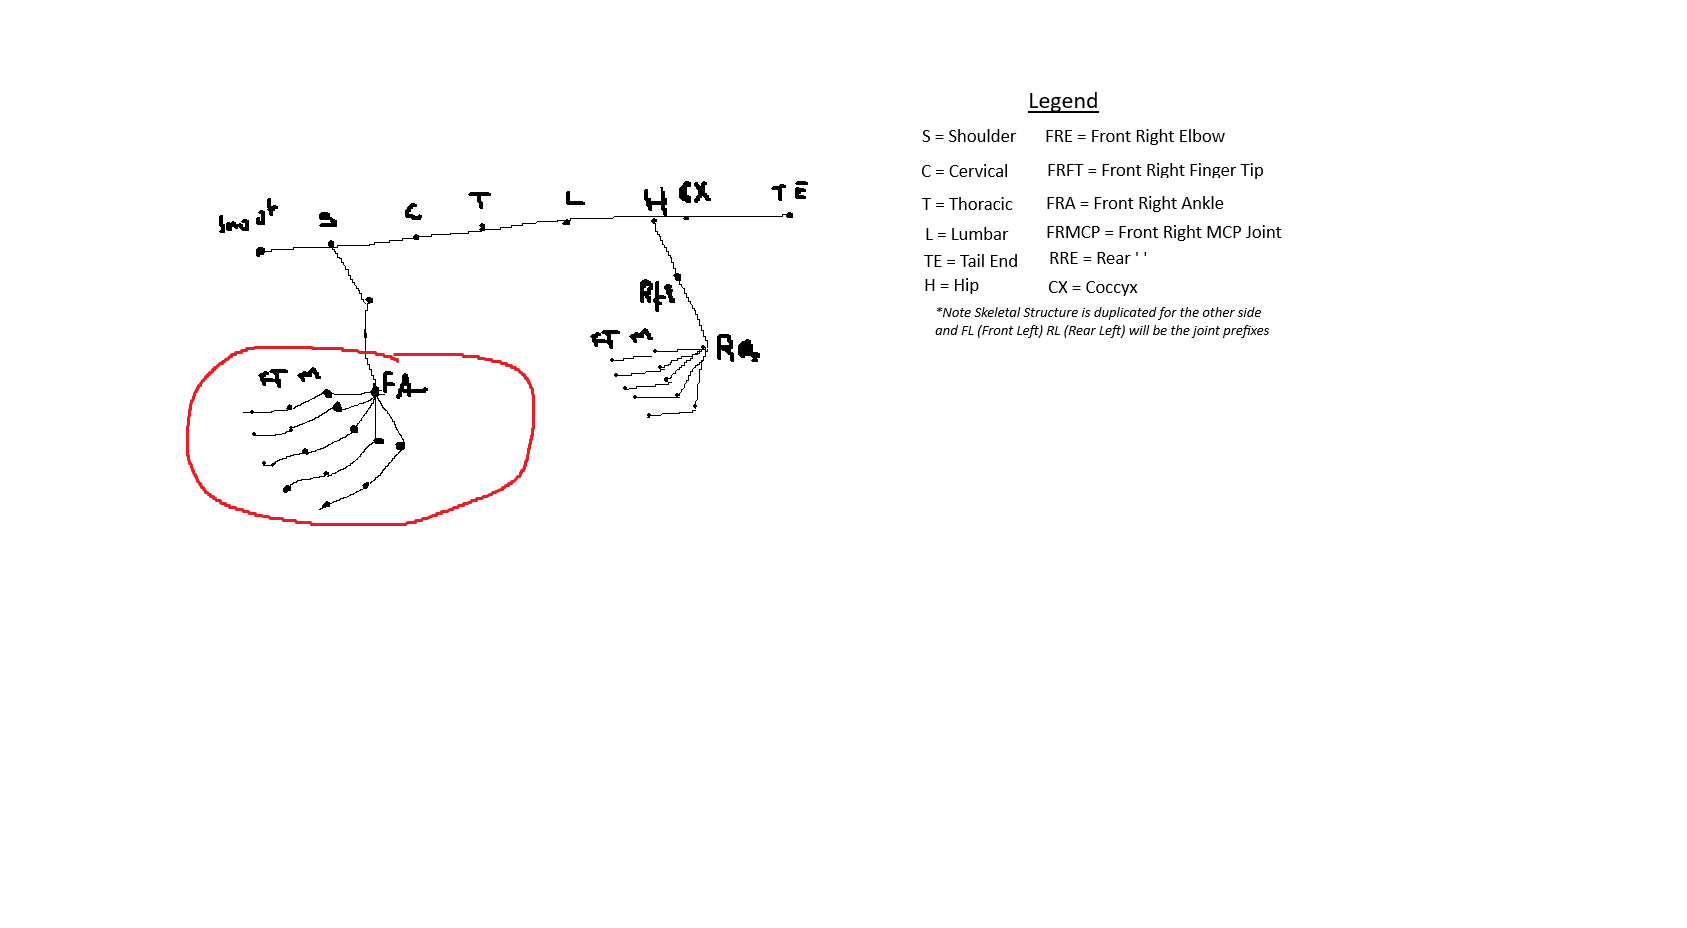 Legend
S = Shoulder FRE = Front Right Elbow
C = Cervical FRFT = Front Right Finger Tip
T = Thoracic FRA = Front Right Ankle
L = Lumbar FRMCP = Front Right MCP Joint
TE = Tail End RRE = Rear ' '
H = Hip CX = Coccyx
*Note Skeletal Structure is duplicated for the other side
and FL (Front Left) RL (Rear Left) will be the joint prefixes
S C T L H CX TE
FT M
FT M FA